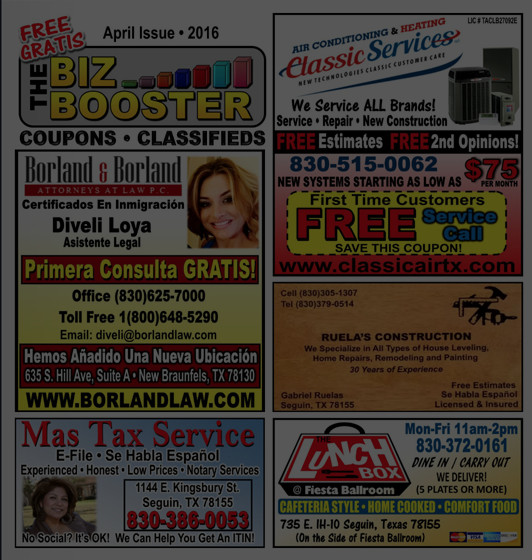 FREE
GRATIS
April Issue • 2016
THE
BIZ
BOOSTER
COUPONS • CLASSIFIEDS
Borland & Borland
ATTORNEYS AT LAW P.C.
Certificados En Inmigración
Diveli Loya
Asistente Legal
Primera Consulta GRATIS!
Office (830)625-7000
Toll Free 1(800)648-5290
Email: diveli@borlandlaw.com
Hemos Añadido Una Nueva Ubicación
635 S. Hill Ave, Suite A • New Braunfels, TX 78130
WWW.BORLANDLAW.COM
Mas Tax Service
E-File • Se Habla Español
Experienced • Honest • Low Prices • Notary Services
1144 E. Kingsbury St.
Seguin, TX 78155
830-386-0053
No Social? It's OK! We Can Help You Get An ITIN!
LIC # TACLB27092E
AIR CONDITIONING & HEATING
Classic Services
NEW TECHNOLOGIES CLASSIC CUSTOMER CARE
We Service ALL Brands!
Service • Repair • New Construction
FREE Estimates FREE 2nd Opinions!
830-515-0062
NEW SYSTEMS STARTING AS LOW AS
$75
PER MONTH
First Time Customers
FREE Service Call
SAVE THIS COUPON!
www.classicairtx.com
Cell (830)305-1307
Tel (830)379-0514
RUELA'S CONSTRUCTION
We Specialize in All Types of House Leveling,
Home Repairs, Remodeling and Painting
30 Years of Experience
Gabriel Ruelas
Seguin, TX 78155
Free Estimates
Se Habla Español
Licensed & Insured
THE
LUNCH
BOX
@ Fiesta Ballroom
Mon-Fri 11am-2pm
830-372-0161
DINE IN / CARRY OUT
WE DELIVER!
(5 PLATES OR MORE)
CAFETERIA STYLE • HOME COOKED • COMFORT FOOD
735 E. IH-10 Seguin, Texas 78155
(On the Side of Fiesta Ballroom)
VISA